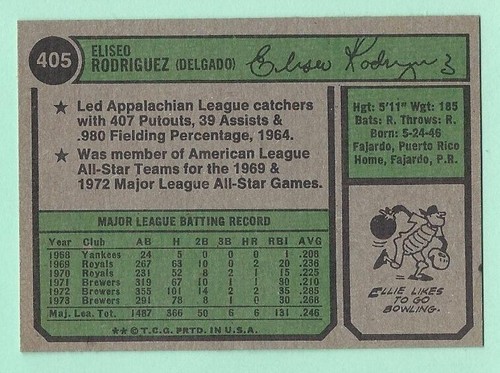 405
ELISEO
RODRIGUEZ (DELGADO)
Eliseo Rodriguez
★ Led Appalachian League catchers
with 407 Putouts, 39 Assists &
.980 Fielding Percentage, 1964.
★ Was member of American League
All-Star Teams for the 1969 &
1972 Major League All-Star Games.
Hgt: 5'11" Wgt: 185
Bats: R. Throws: R.
Born: 5-24-46
Fajardo, Puerto Rico
Home, Fajardo, P.R.
MAJOR LEAGUE BATTING RECORD
Year Club AB H 2B 3B HR RBI AVG
1968 Yankees 24 5 0 0 0 1 .208
1969 Royals 267 63 10 0 2 20 .236
1970 Royals 231 52 8 2 1 15 .225
1971 Brewers 319 67 10 1 1 30 .210
1972 Brewers 355 101 14 2 2 35 .285
1973 Brewers 291 78 8 1 0 30 .268
Maj. Lea. Tot. 1487 366 50 6 6 131 .246
★★ © T.C.G. PRTD. IN U.S.A.
ELLIE LIKES
TO GO
BOWLING.